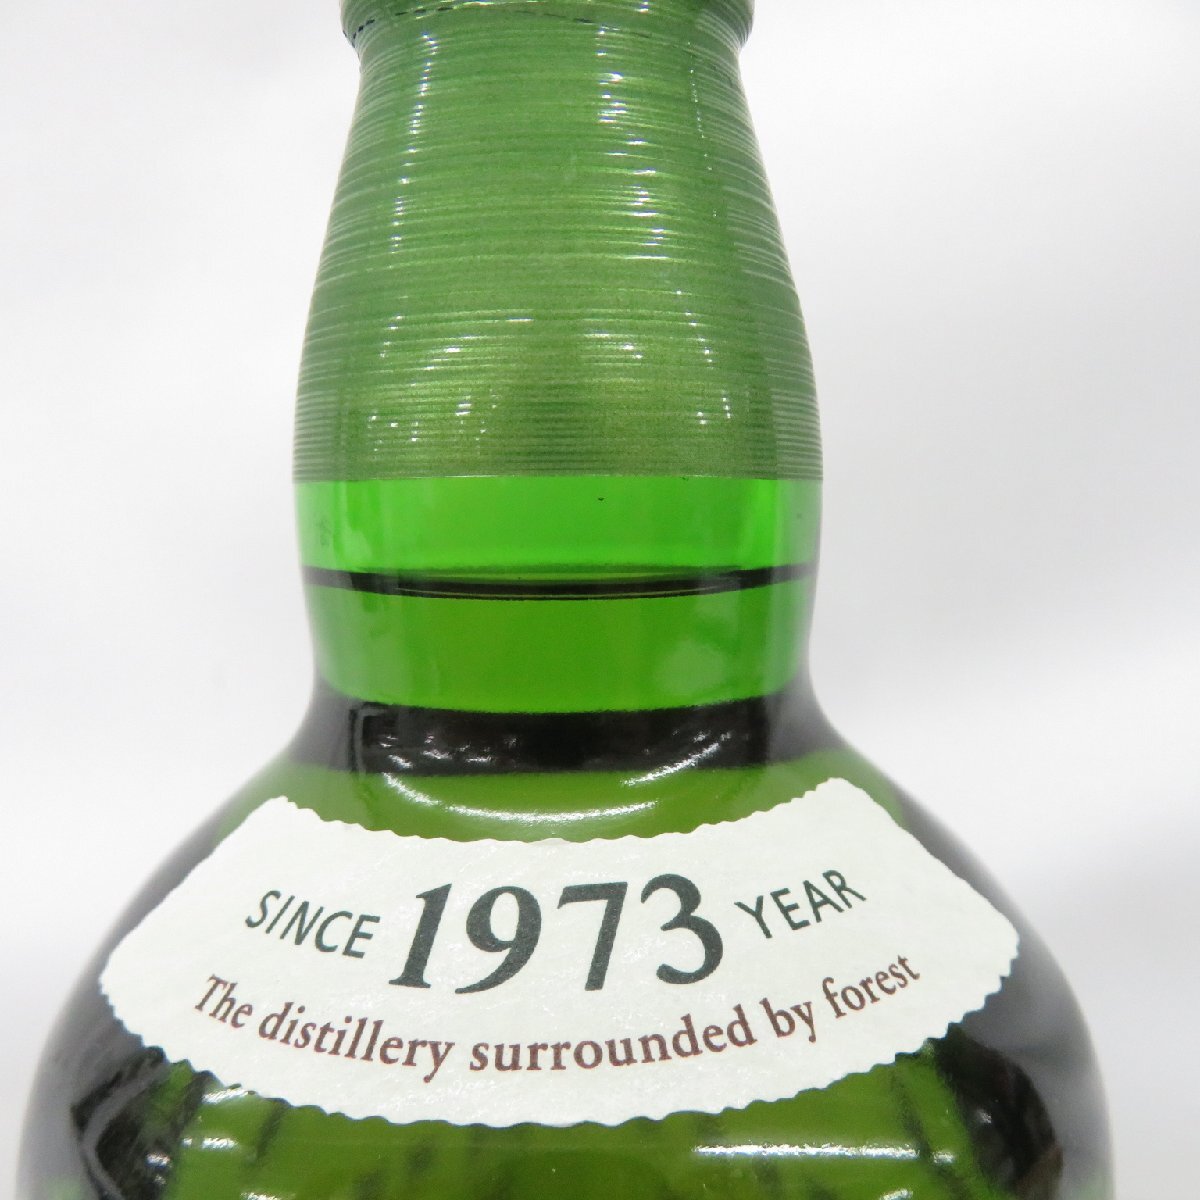 SINCE 1973 YEAR
The distillery surrounded by forest